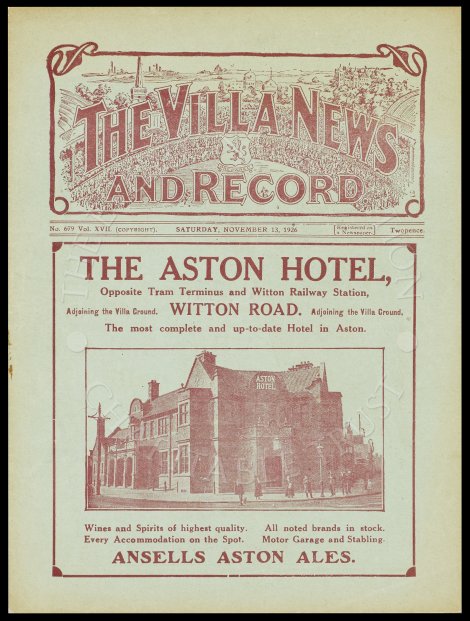 THE VILLA NEWS
AND RECORD
No. 679 Vol. XVII. (COPYRIGHT). SATURDAY, NOVEMBER 13, 1926 Registered as a Newspaper. Twopence.
THE ASTON HOTEL,
Opposite Tram Terminus and Witton Railway Station,
Adjoining the Villa Ground. WITTON ROAD. Adjoining the Villa Ground.
The most complete and up-to-date Hotel in Aston.
ASTON
HOTEL
Wines and Spirits of highest quality. All noted brands in stock.
Every Accommodation on the Spot. Motor Garage and Stabling.
ANSELLS ASTON ALES.